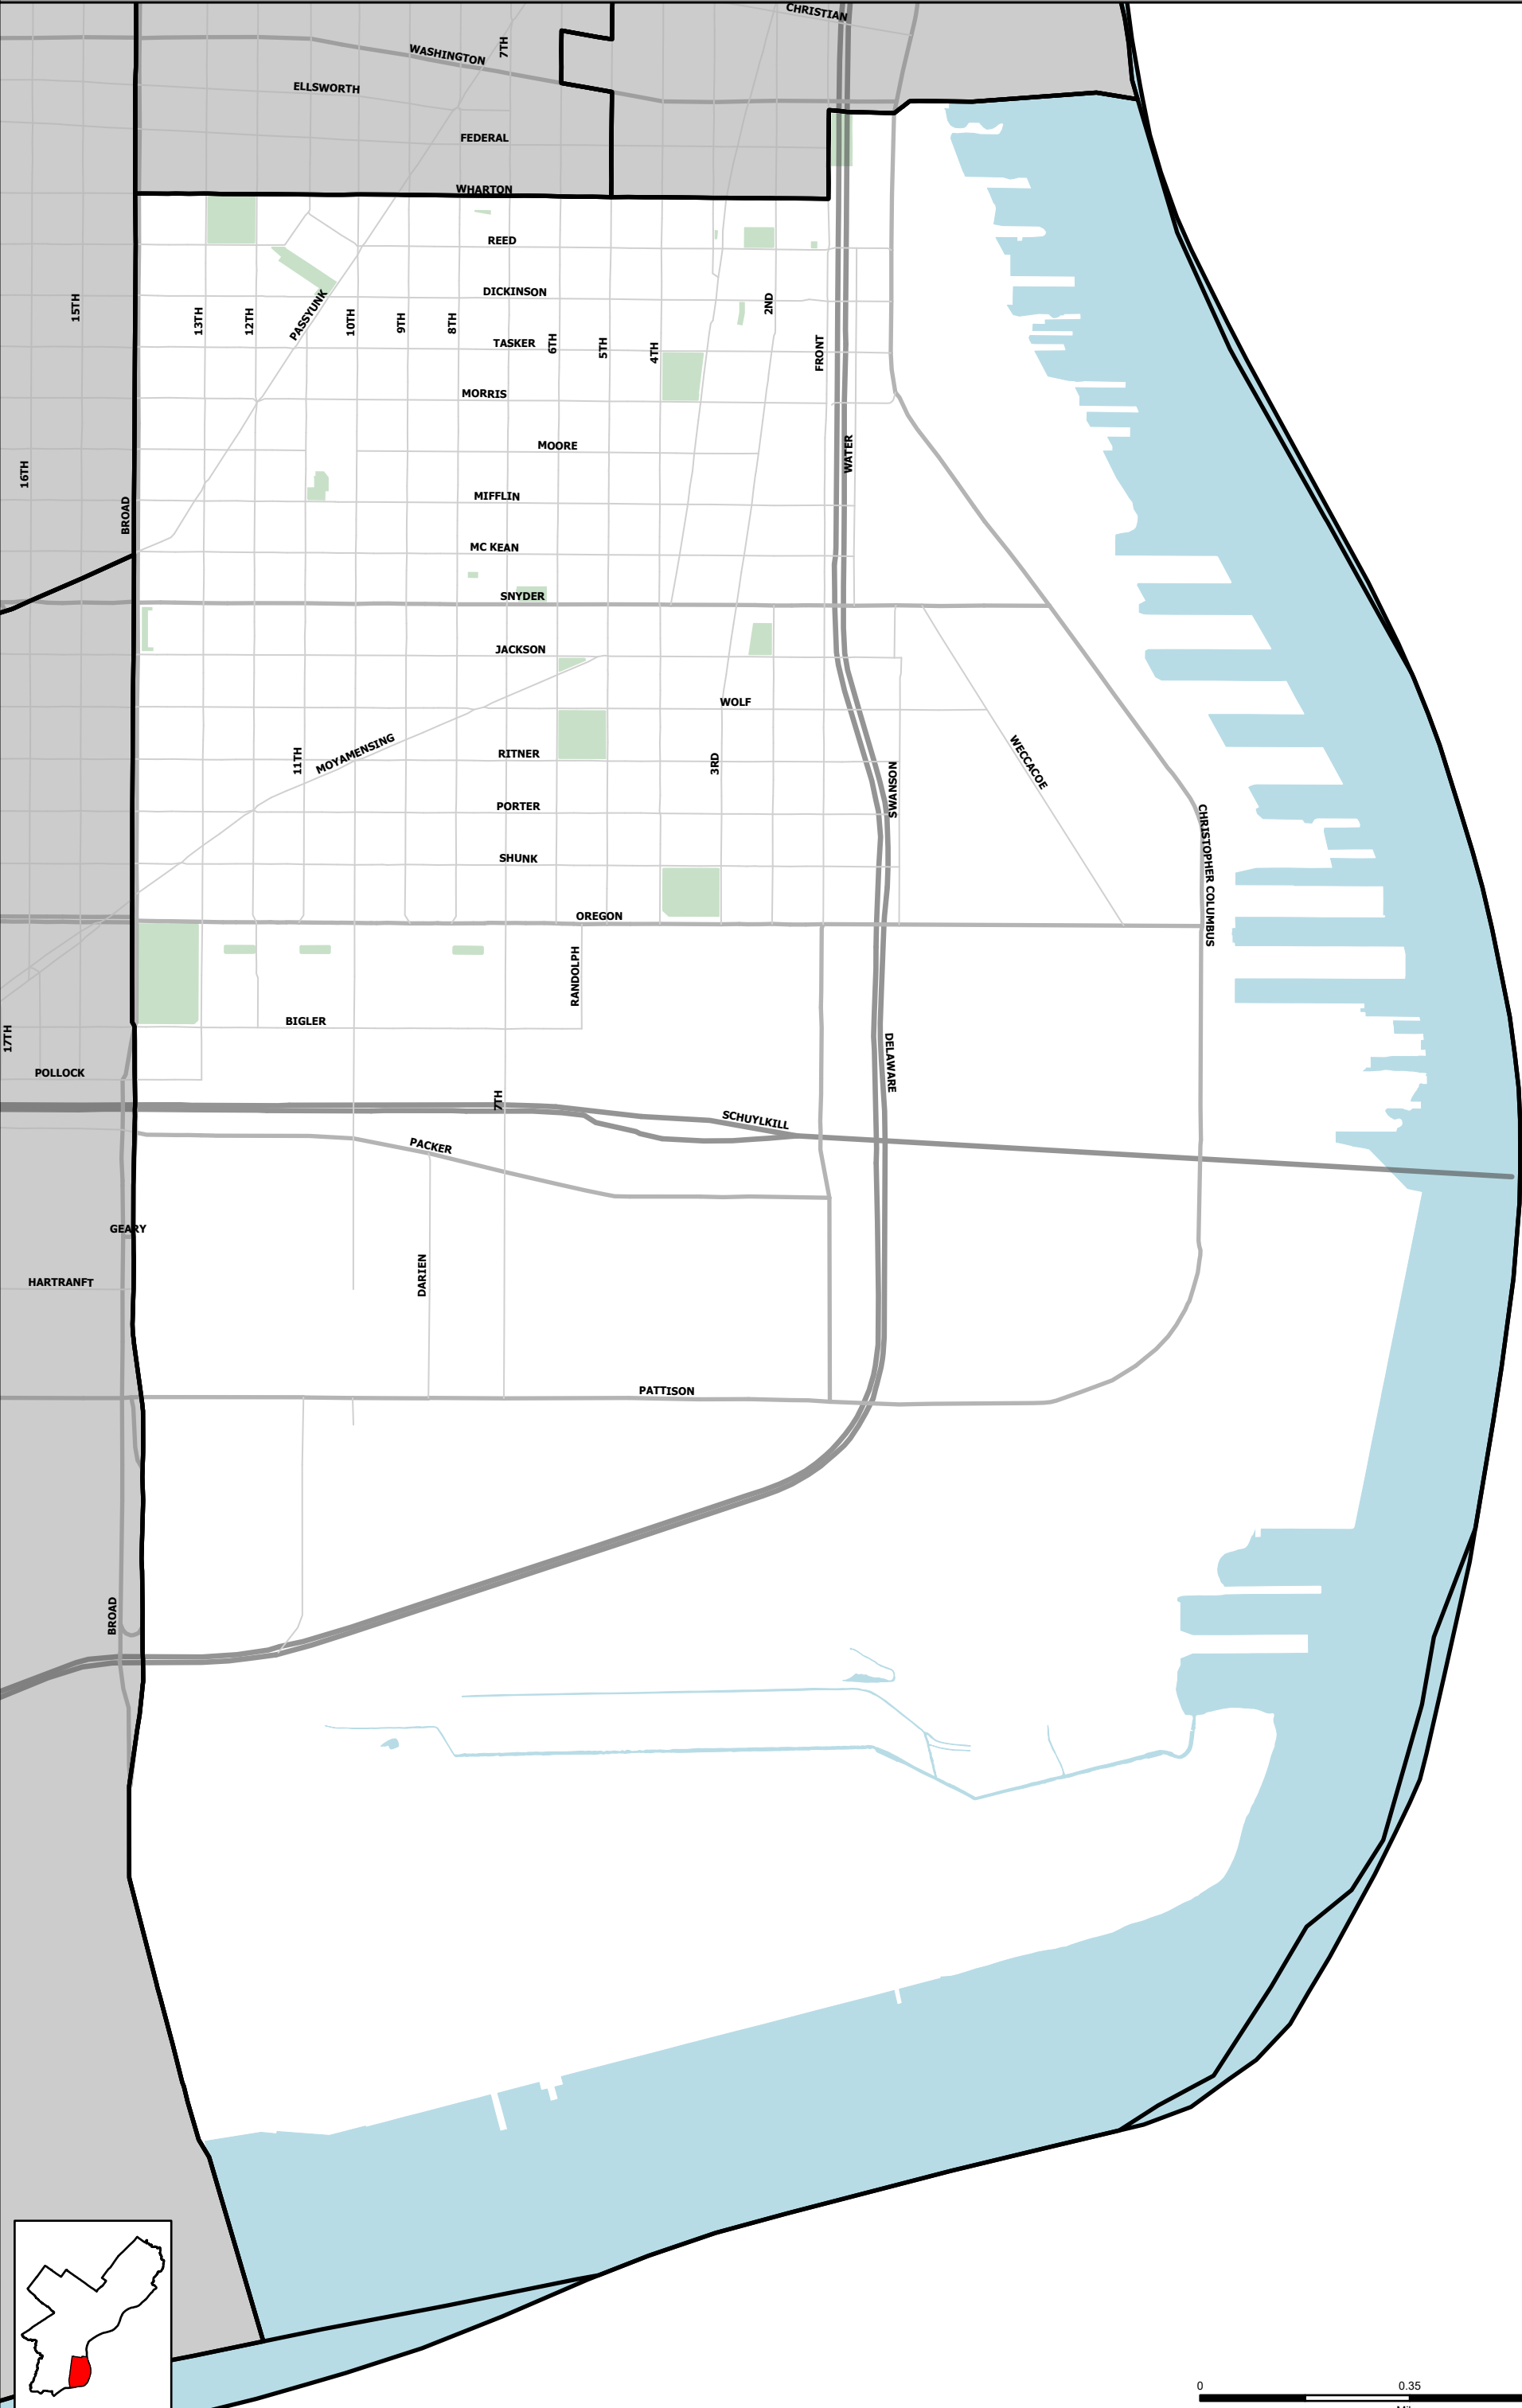 CHRISTIAN
WASHINGTON
7TH
ELLSWORTH
FEDERAL
WHARTON
REED
DICKINSON
15TH
13TH
12TH
PASSYUNK
10TH
9TH
8TH
2ND
TASKER
6TH
5TH
4TH
FRONT
MORRIS
MOORE
WATER
16TH
MIFFLIN
BROAD
MC KEAN
SNYDER
JACKSON
WOLF
MOYAMENSING
11TH
RITNER
3RD
WECCACOE
SWANSON
PORTER
CHRISTOPHER COLUMBUS
SHUNK
OREGON
RANDOLPH
BIGLER
17TH
DELAWARE
POLLOCK
7TH
SCHUYLKILL
PACKER
GEARY
DARIEN
HARTRANFT
PATTISON
BROAD
0 0.35